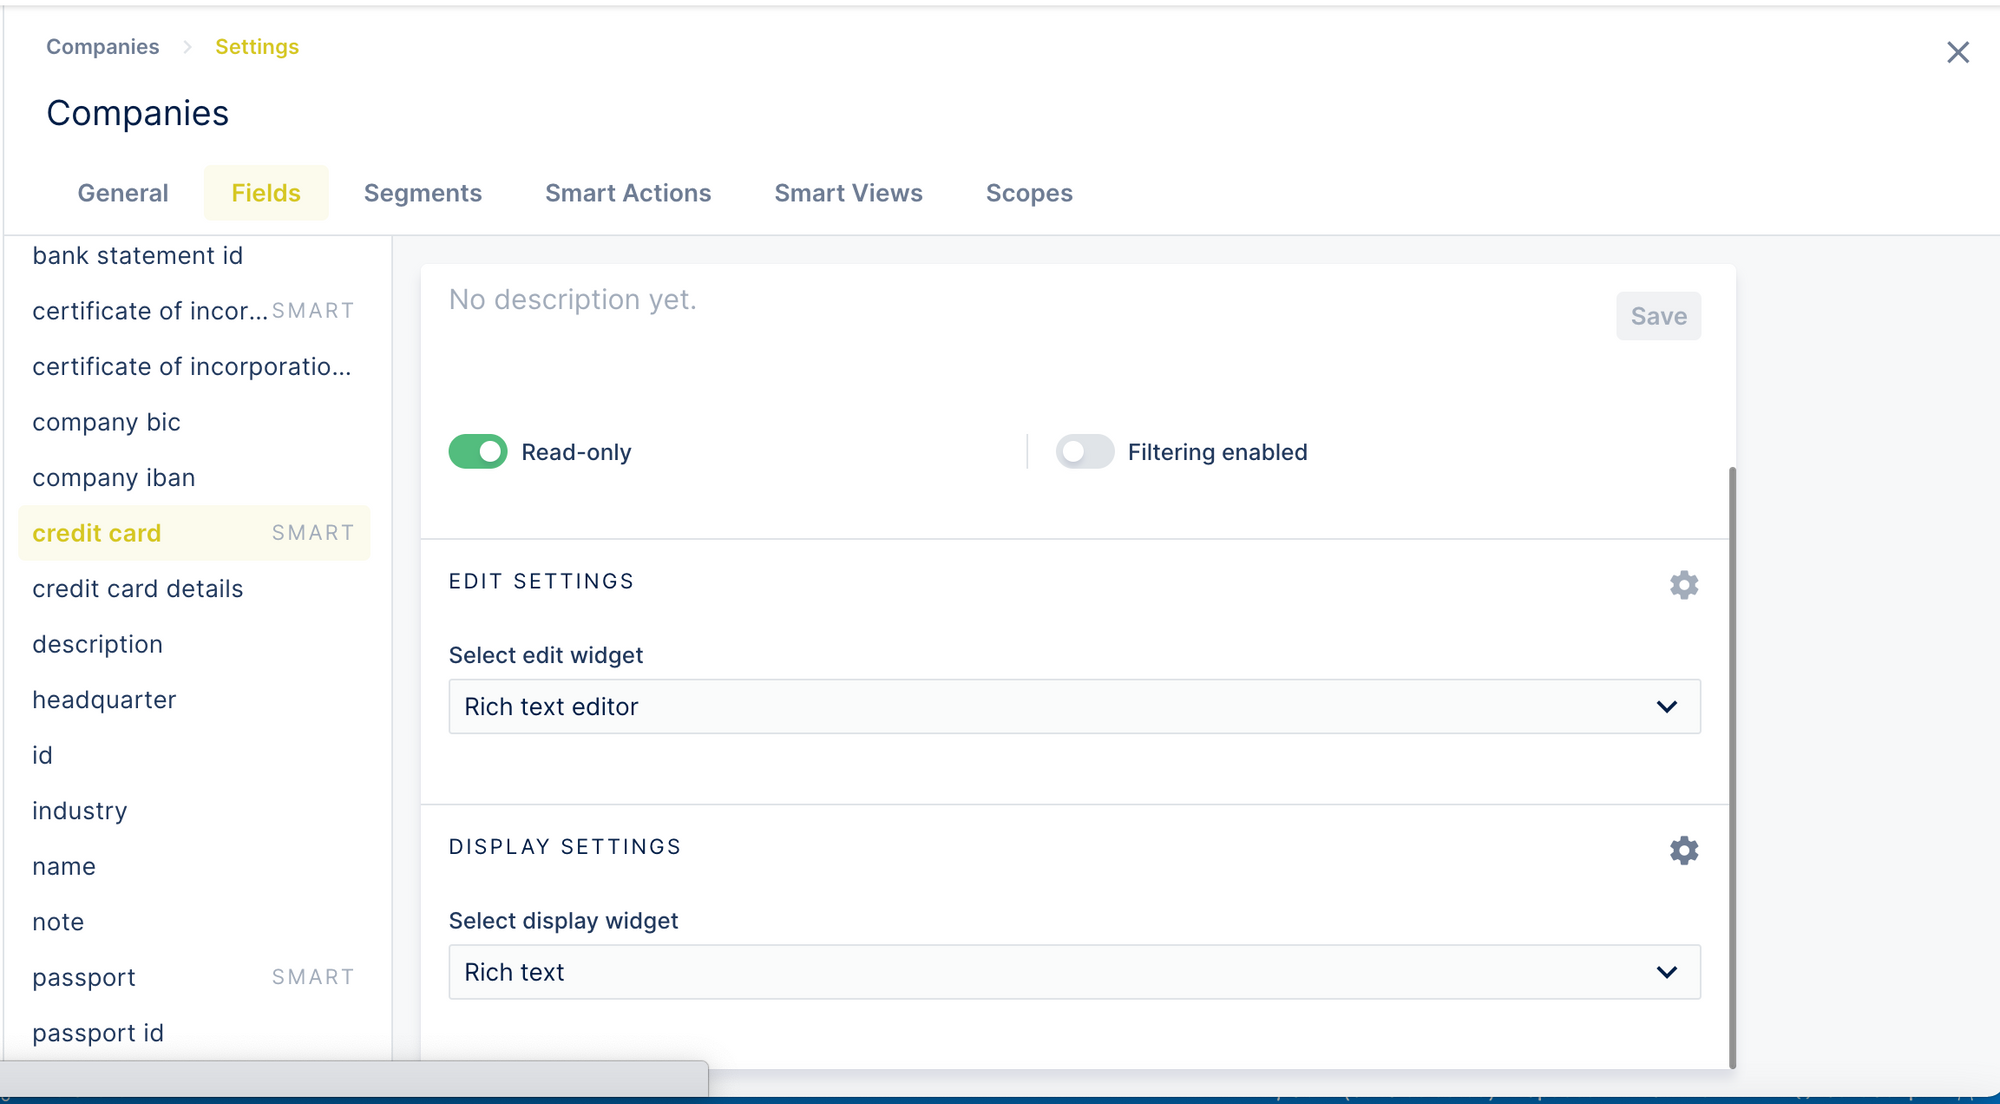 Companies Settings
Companies
General Fields Segments Smart Actions Smart Views Scopes
bank statement id
certificate of incor... SMART
certificate of incorporatio...
company bic
company iban
credit card SMART
credit card details
description
headquarter
id
industry
name
note
passport SMART
passport id
No description yet.
Save
Read-only
Filtering enabled
EDIT SETTINGS
Select edit widget
Rich text editor
DISPLAY SETTINGS
Select display widget
Rich text